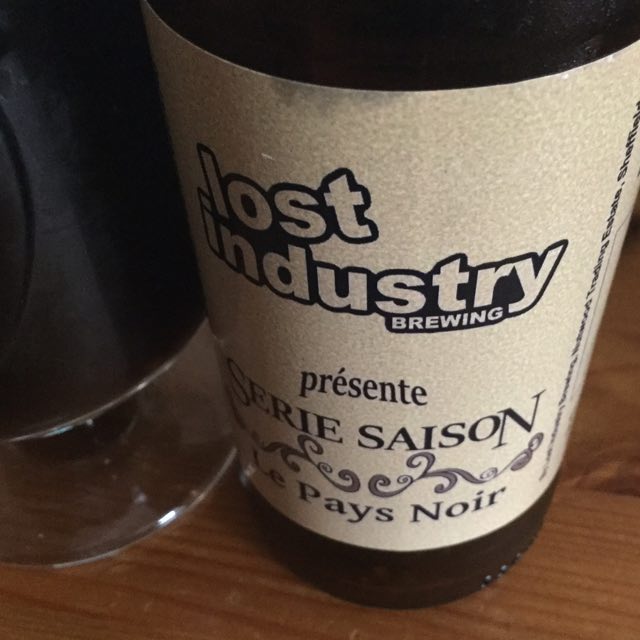 lost
industry
BREWING
présente
SERIE SAISON
Le Pays Noir